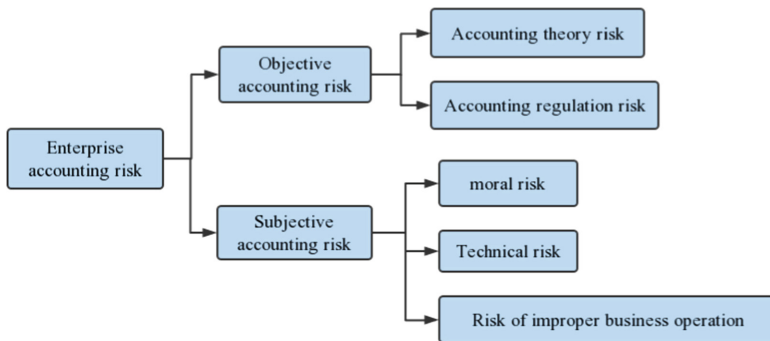 Enterprise
accounting risk
Objective
accounting risk
Accounting theory risk
Accounting regulation risk
Subjective
accounting risk
moral risk
Technical risk
Risk of improper business operation